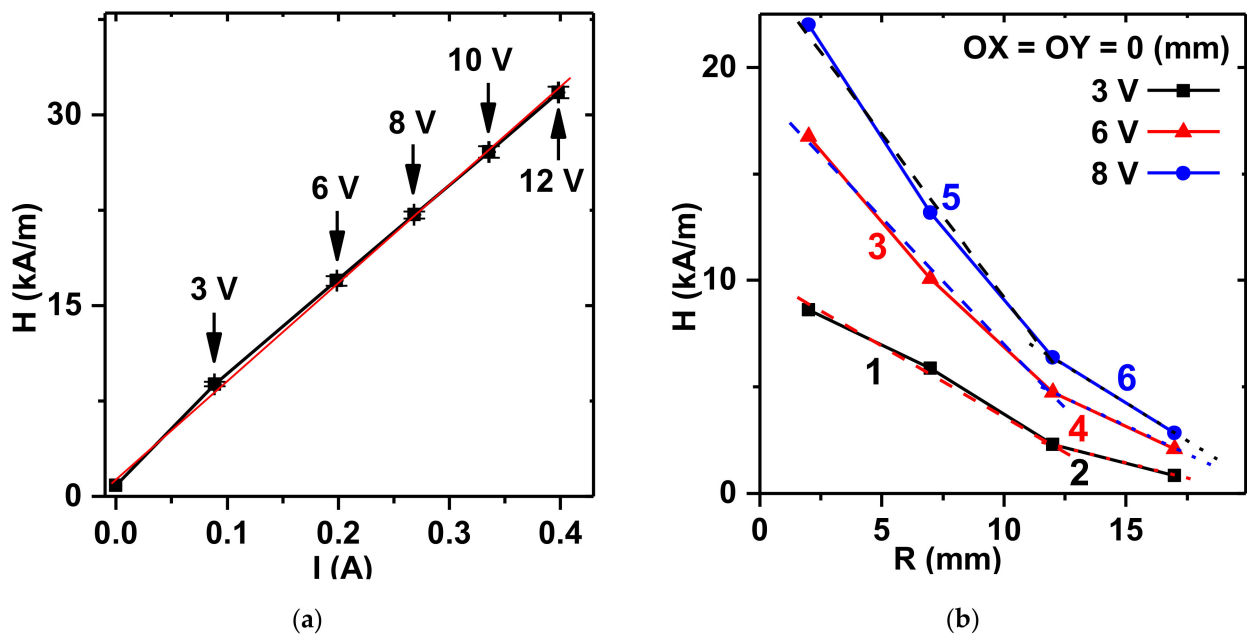 10 V
8 V
6 V
3 V
12 V
30
15
0
H (kA/m)
0.0 0.1 0.2 0.3 0.4
I (A)
(a)
OX = OY = 0 (mm)
3 V
6 V
8 V
20
10
0
H (kA/m)
5
3
1
6
4
2
0 5 10 15
R (mm)
(b)